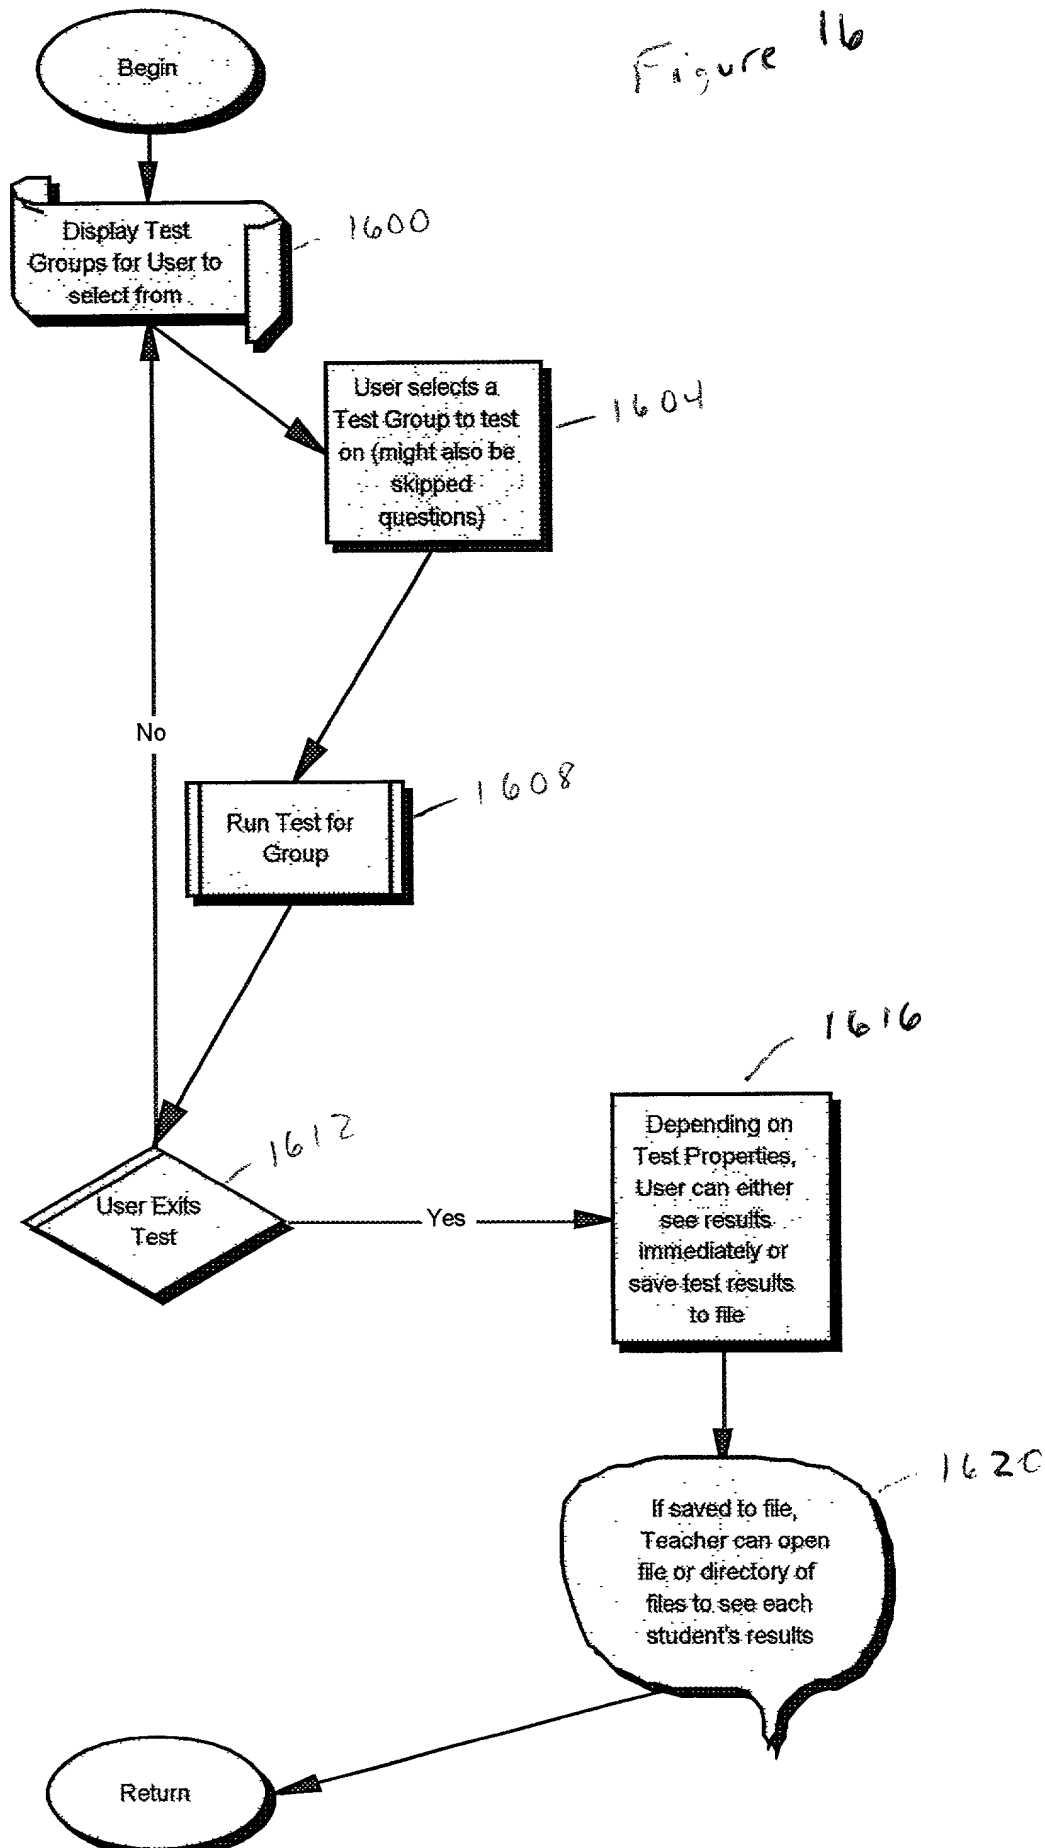 Figure 16
Begin
Display Test
Groups for User to
select from
1600
User selects a
Test Group to test
on (might also be
skipped
questions)
1604
No
Run Test for
Group
1608
1616
Depending on
Test Properties,
User can either
see results
immediately or
save test results
to file
1612
User Exits
Test
Yes
1620
If saved to file,
Teacher can open
file or directory of
files to see each
student's results
Return